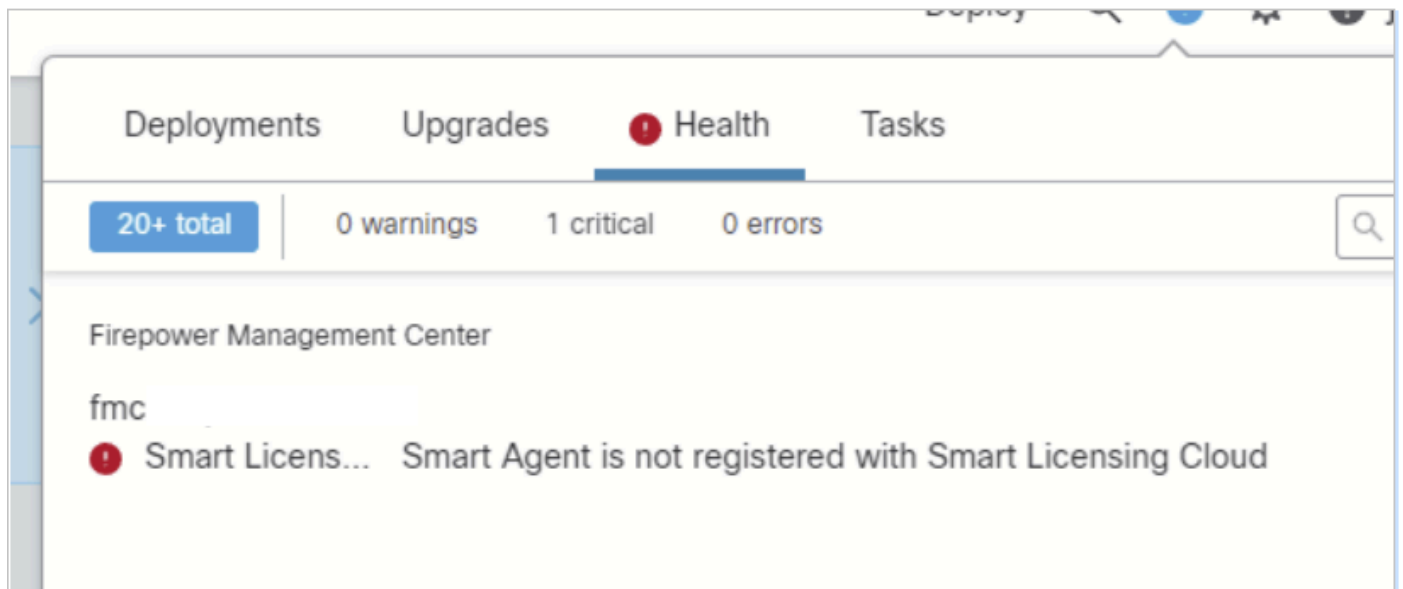 Deploy
Deployments Upgrades Health Tasks
20+ total 0 warnings 1 critical 0 errors
Firepower Management Center
fmc
Smart Licens... Smart Agent is not registered with Smart Licensing Cloud